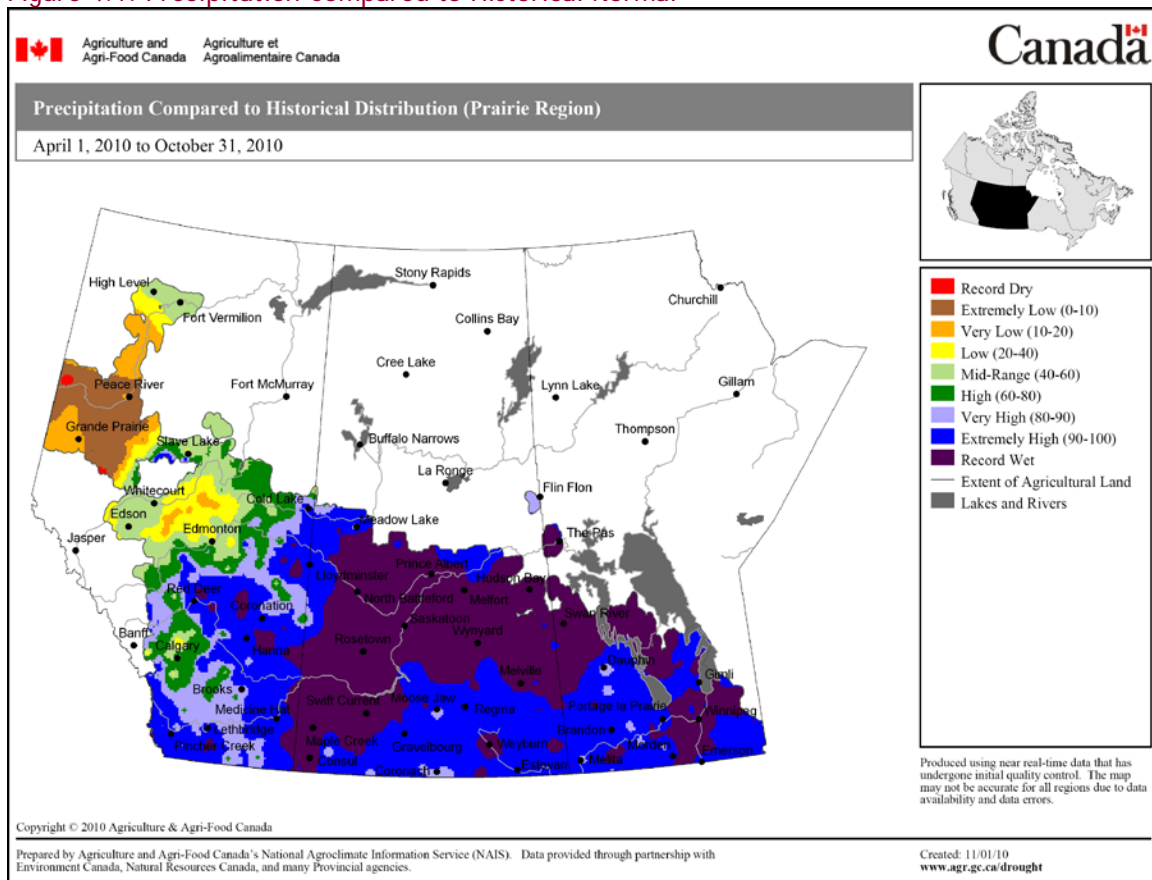 Figure 4.4: Precipitation compared to Historical Normal
Agriculture and Agriculture et
Agri-Food Canada Agroalimentaire Canada
Canada
Precipitation Compared to Historical Distribution (Prairie Region)
April 1, 2010 to October 31, 2010
High Level
Fort Vermilion
Stony Rapids
Churchill
Collins Bay
Cree Lake
Peace River
Fort McMurray
Lynn Lake
Gillam
Grande Prairie
Slave Lake
Buffalo Narrows
Thompson
La Ronge
Flin Flon
Whitecourt
Cold Lake
Edson
Meadow Lake
Edmonton
Jasper
The Pas
Lloydminster
Prince Albert
Hudson Bay
Red Deer
North Battleford
Melfort
Coronation
Saskatoon
Swan River
Banff
Calgary
Hanna
Rosetown
Wynyard
Dauphin
Melville
Gimli
Brooks
Medicine Hat
Swift Current
Moose Jaw
Regina
Portage la Prairie
Winnipeg
Lethbridge
Pincher Creek
Maple Creek
Gravelbourg
Weyburn
Brandon
Morden
Emerson
Consul
Coronach
Estevan
Melita
Record Dry
Extremely Low (0-10)
Very Low (10-20)
Low (20-40)
Mid-Range (40-60)
High (60-80)
Very High (80-90)
Extremely High (90-100)
Record Wet
Extent of Agricultural Land
Lakes and Rivers
Produced using near real-time data that has
undergone initial quality control. The map
may not be accurate for all regions due to data
availability and data errors.
Copyright © 2010 Agriculture & Agri-Food Canada
Prepared by Agriculture and Agri-Food Canada's National Agroclimate Information Service (NAIS). Data provided through partnership with
Environment Canada, Natural Resources Canada, and many Provincial agencies.
Created: 11/01/10
www.agr.gc.ca/drought